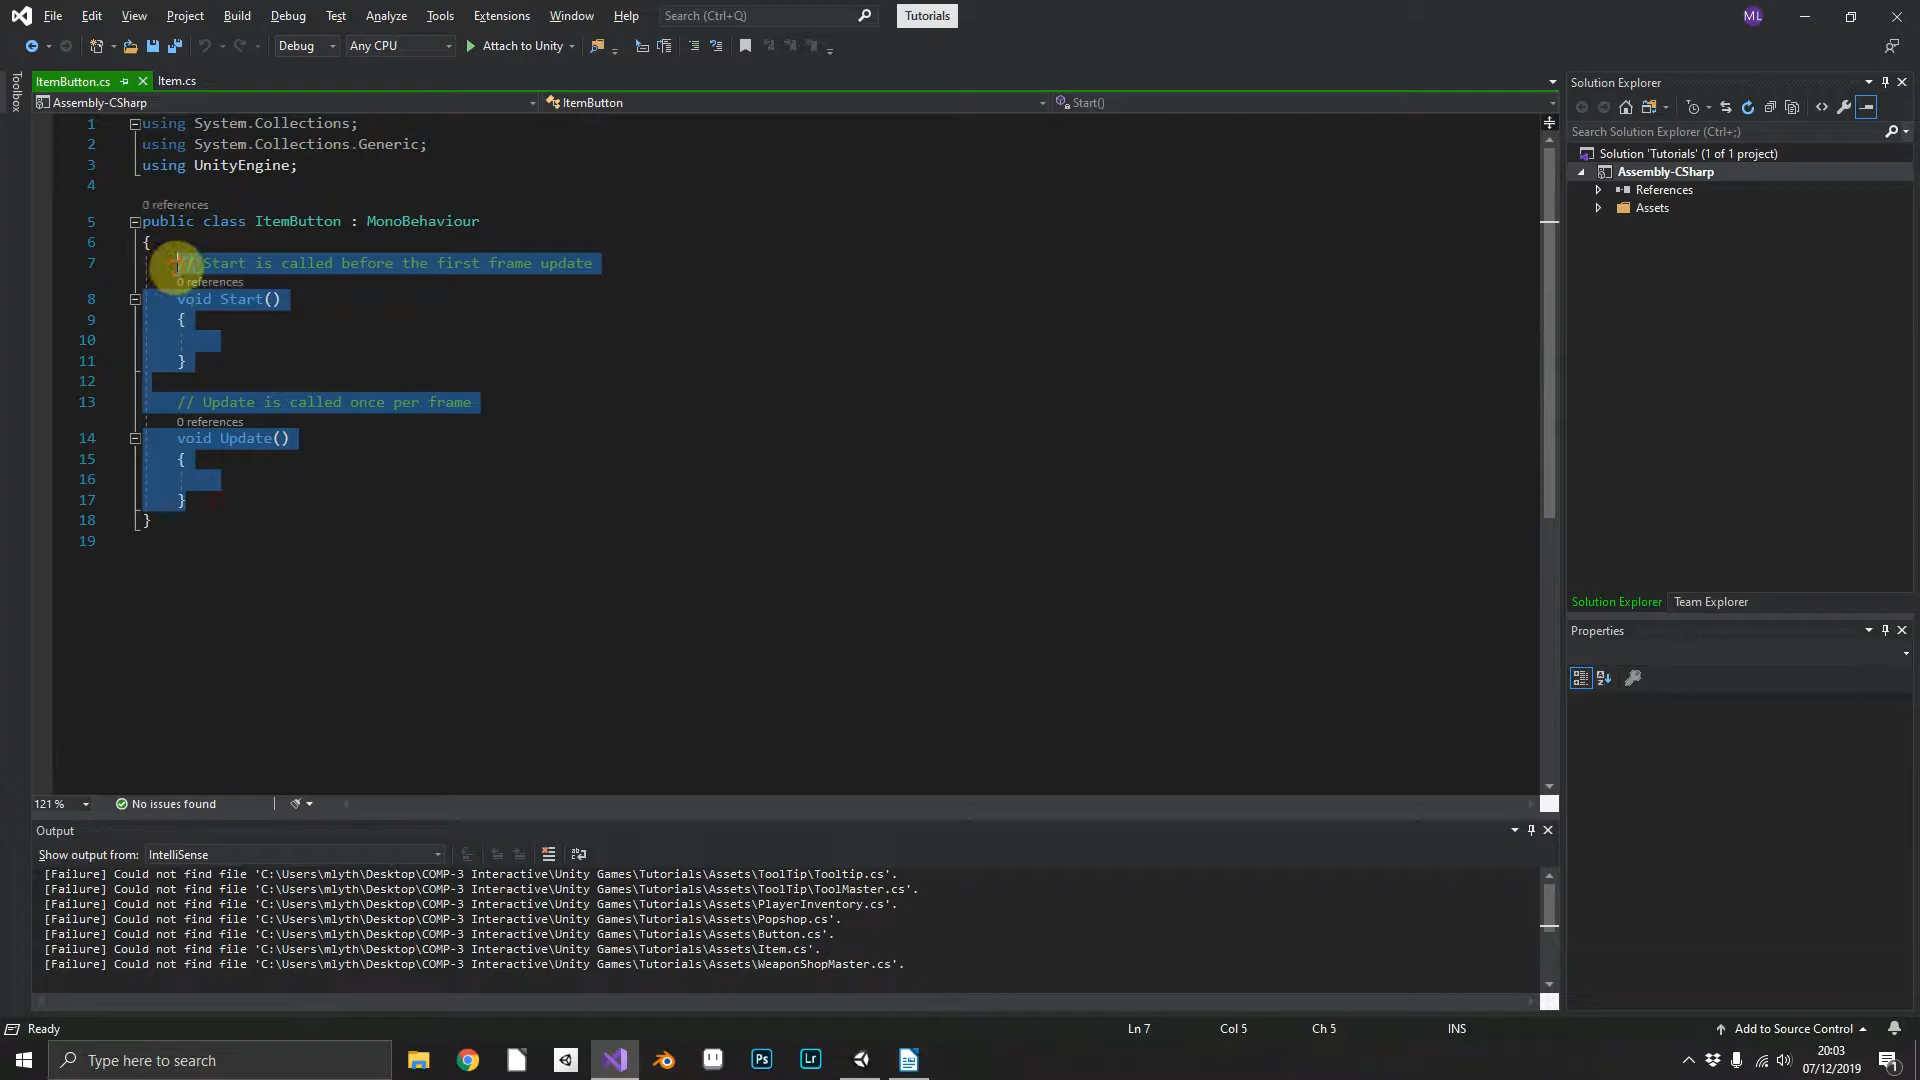 File Edit View Project Build Debug Test Analyze Tools Extensions Window Help Search (Ctrl+Q) Tutorials ML
Debug Any CPU Attach to Unity
Toolbox
ItemButton.cs Item.cs
Assembly-CSharp ItemButton Start()
1 using System.Collections;
2 using System.Collections.Generic;
3 using UnityEngine;
4
0 references
5 public class ItemButton : MonoBehaviour
6 {
7 // Start is called before the first frame update
0 references
8 void Start()
9 {
10
11 }
12
13 // Update is called once per frame
0 references
14 void Update()
15 {
16
17 }
18 }
19
121 % No issues found
Output
Show output from: IntelliSense
[Failure] Could not find file 'C:\Users\mlyth\Desktop\COMP-3 Interactive\Unity Games\Tutorials\Assets\ToolTip\Tooltip.cs'.
[Failure] Could not find file 'C:\Users\mlyth\Desktop\COMP-3 Interactive\Unity Games\Tutorials\Assets\ToolTip\ToolMaster.cs'.
[Failure] Could not find file 'C:\Users\mlyth\Desktop\COMP-3 Interactive\Unity Games\Tutorials\Assets\PlayerInventory.cs'.
[Failure] Could not find file 'C:\Users\mlyth\Desktop\COMP-3 Interactive\Unity Games\Tutorials\Assets\Popshop.cs'.
[Failure] Could not find file 'C:\Users\mlyth\Desktop\COMP-3 Interactive\Unity Games\Tutorials\Assets\Button.cs'.
[Failure] Could not find file 'C:\Users\mlyth\Desktop\COMP-3 Interactive\Unity Games\Tutorials\Assets\Item.cs'.
[Failure] Could not find file 'C:\Users\mlyth\Desktop\COMP-3 Interactive\Unity Games\Tutorials\Assets\WeaponShopMaster.cs'.
Solution Explorer
Search Solution Explorer (Ctrl+;)
Solution 'Tutorials' (1 of 1 project)
Assembly-CSharp
References
Assets
Solution Explorer Team Explorer
Properties
Ready Ln 7 Col 5 Ch 5 INS Add to Source Control
Type here to search Ps Lr
20:03
07/12/2019
1